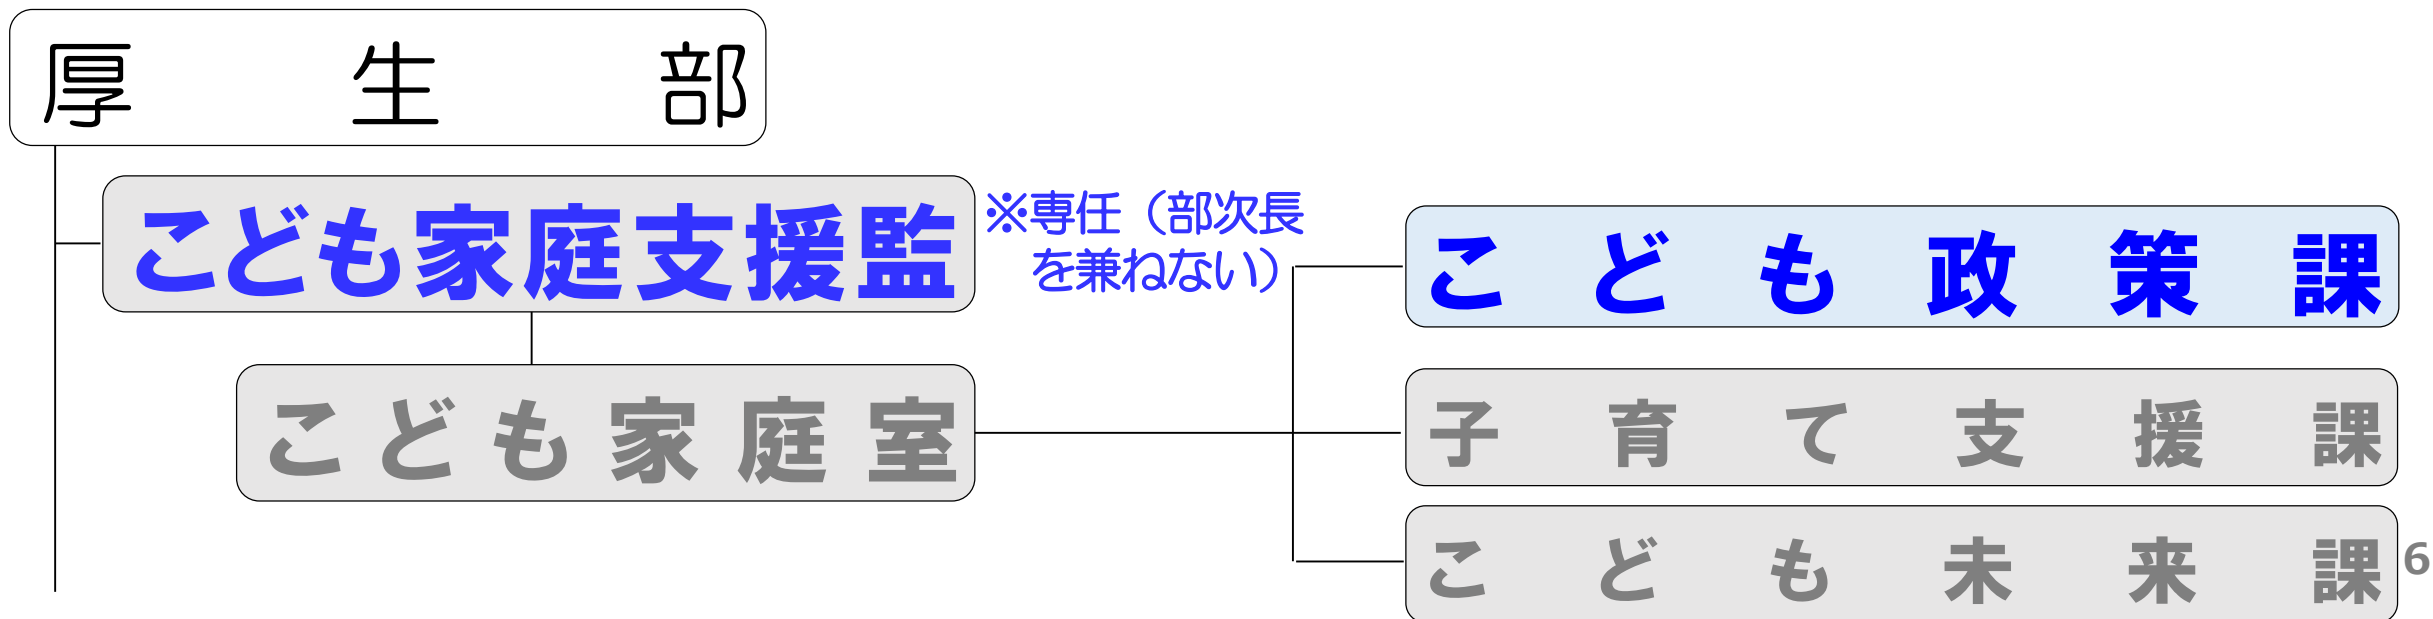 厚生部
こども家庭支援監
※専任（部次長
を兼ねない）
こども家庭室
こども政策課
子育て支援課
こども未来課
6